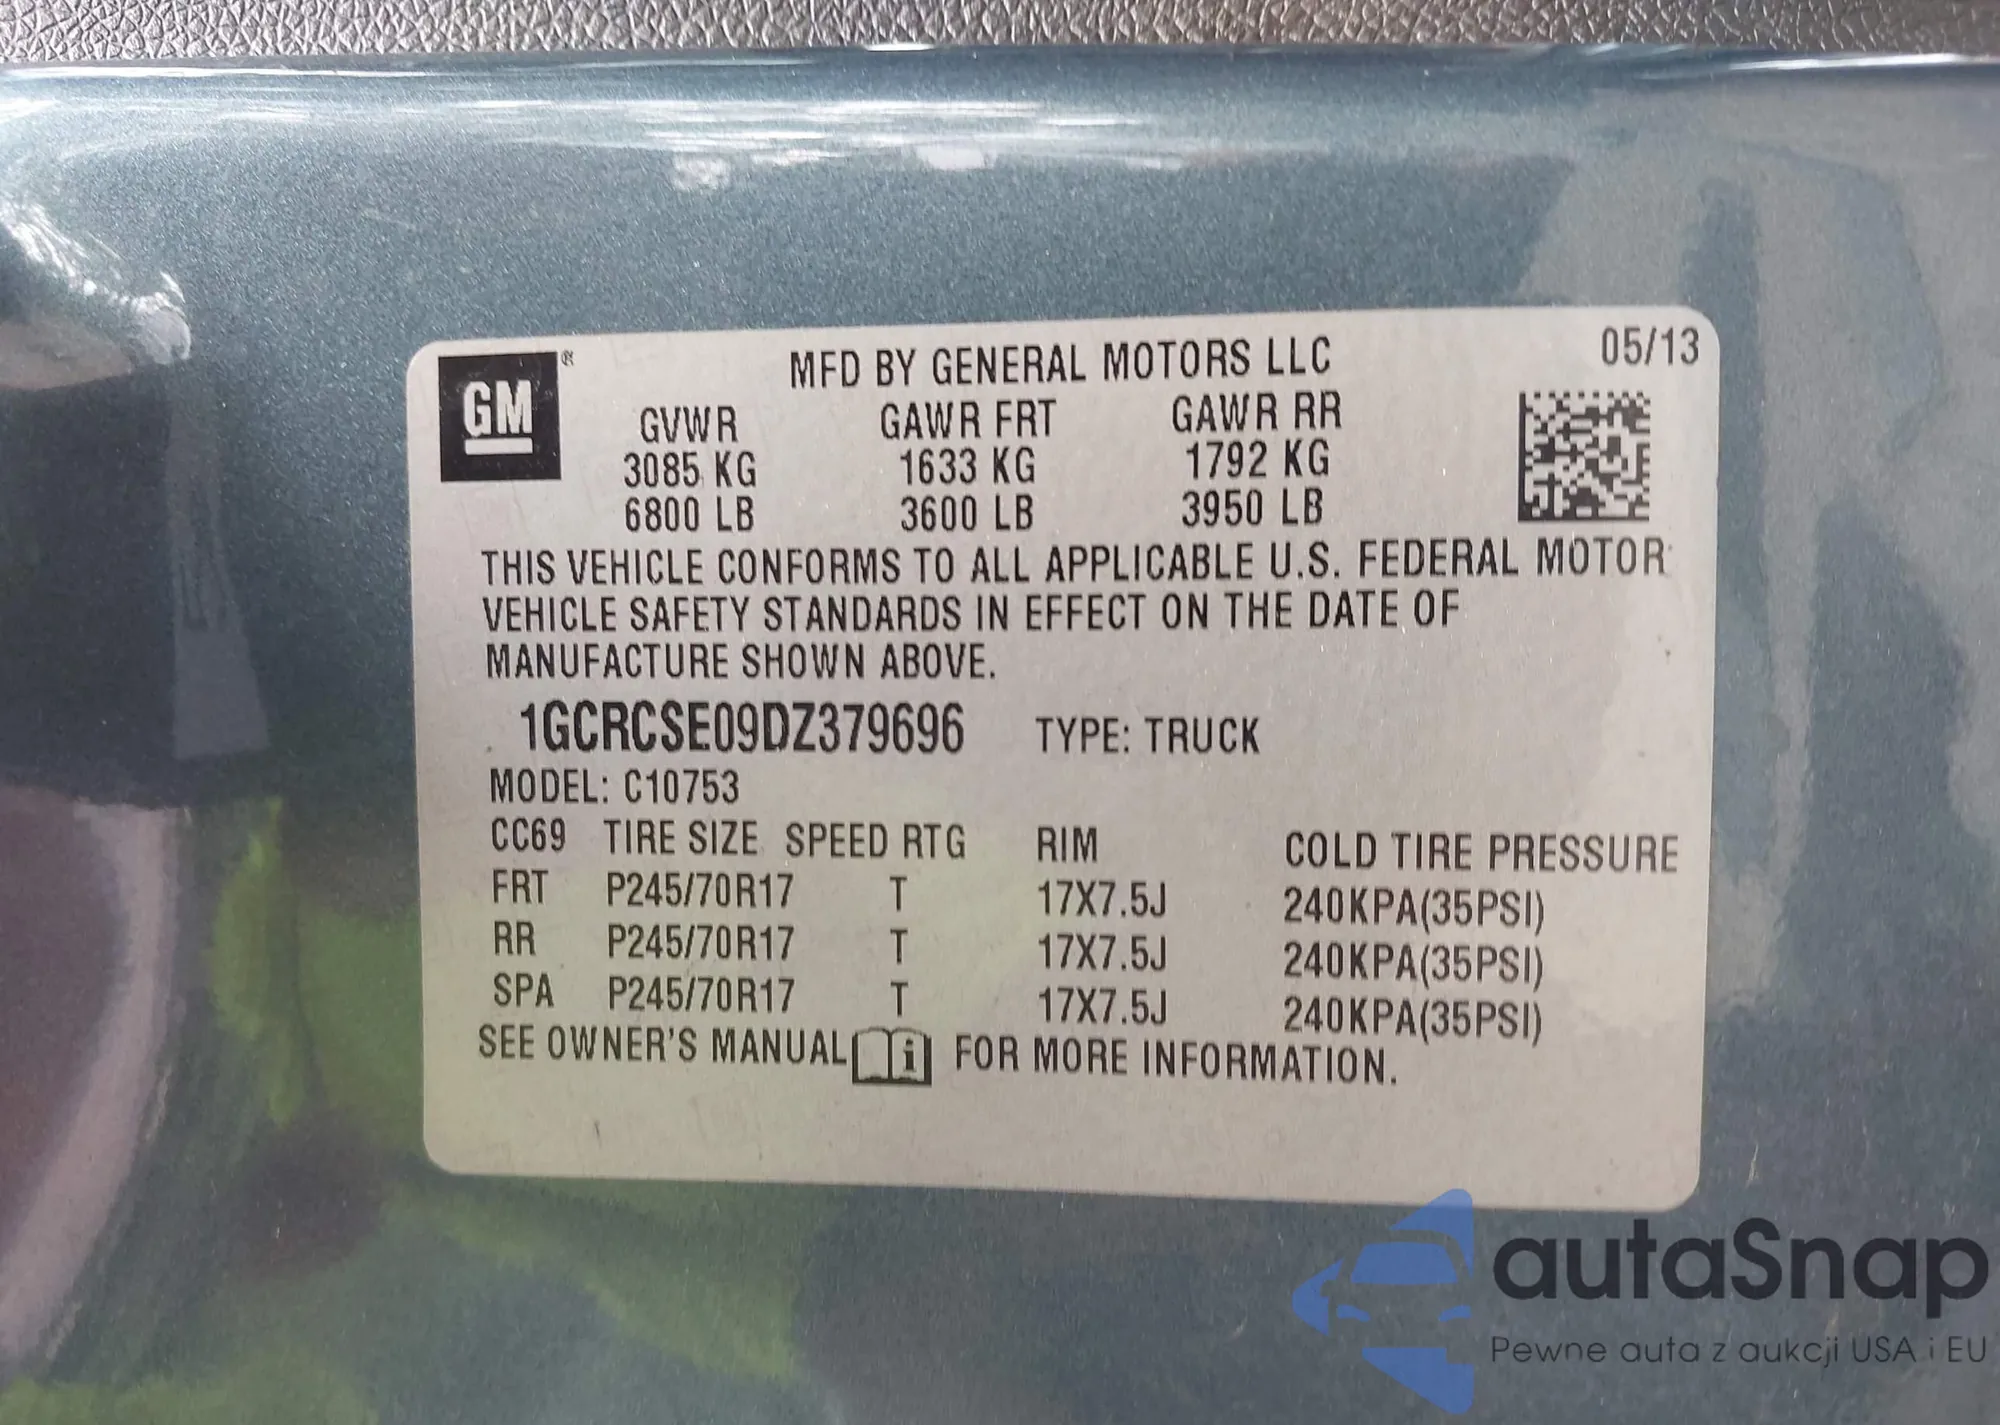 GM®
MFD BY GENERAL MOTORS LLC 05/13
GVWR GAWR FRT GAWR RR
3085 KG 1633 KG 1792 KG
6800 LB 3600 LB 3950 LB
THIS VEHICLE CONFORMS TO ALL APPLICABLE U.S. FEDERAL MOTOR
VEHICLE SAFETY STANDARDS IN EFFECT ON THE DATE OF
MANUFACTURE SHOWN ABOVE.
1GCRCSE09DZ379696 TYPE: TRUCK
MODEL: C10753
CC69 TIRE SIZE SPEED RTG RIM COLD TIRE PRESSURE
FRT P245/70R17 T 17X7.5J 240KPA(35PSI)
RR P245/70R17 T 17X7.5J 240KPA(35PSI)
SPA P245/70R17 T 17X7.5J 240KPA(35PSI)
SEE OWNER'S MANUAL i FOR MORE INFORMATION.
autaSnap
Pewne auta z aukcji USA i EU